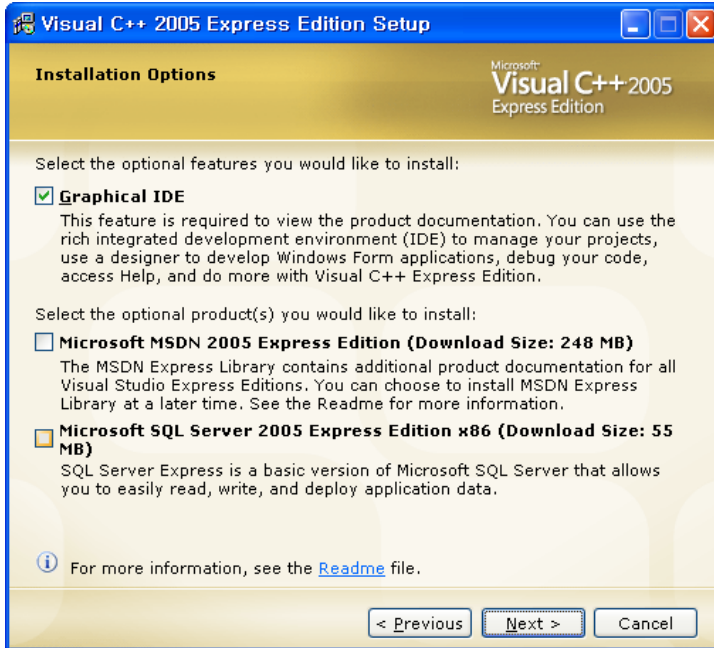 Visual C++ 2005 Express Edition Setup
Installation Options
Microsoft
Visual C++ 2005
Express Edition
Select the optional features you would like to install:
Graphical IDE
This feature is required to view the product documentation. You can use the
rich integrated development environment (IDE) to manage your projects,
use a designer to develop Windows Form applications, debug your code,
access Help, and do more with Visual C++ Express Edition.
Select the optional product(s) you would like to install:
Microsoft MSDN 2005 Express Edition (Download Size: 248 MB)
The MSDN Express Library contains additional product documentation for all
Visual Studio Express Editions. You can choose to install MSDN Express
Library at a later time. See the Readme for more information.
Microsoft SQL Server 2005 Express Edition x86 (Download Size: 55
MB)
SQL Server Express is a basic version of Microsoft SQL Server that allows
you to easily read, write, and deploy application data.
For more information, see the Readme file.
< Previous
Next >
Cancel